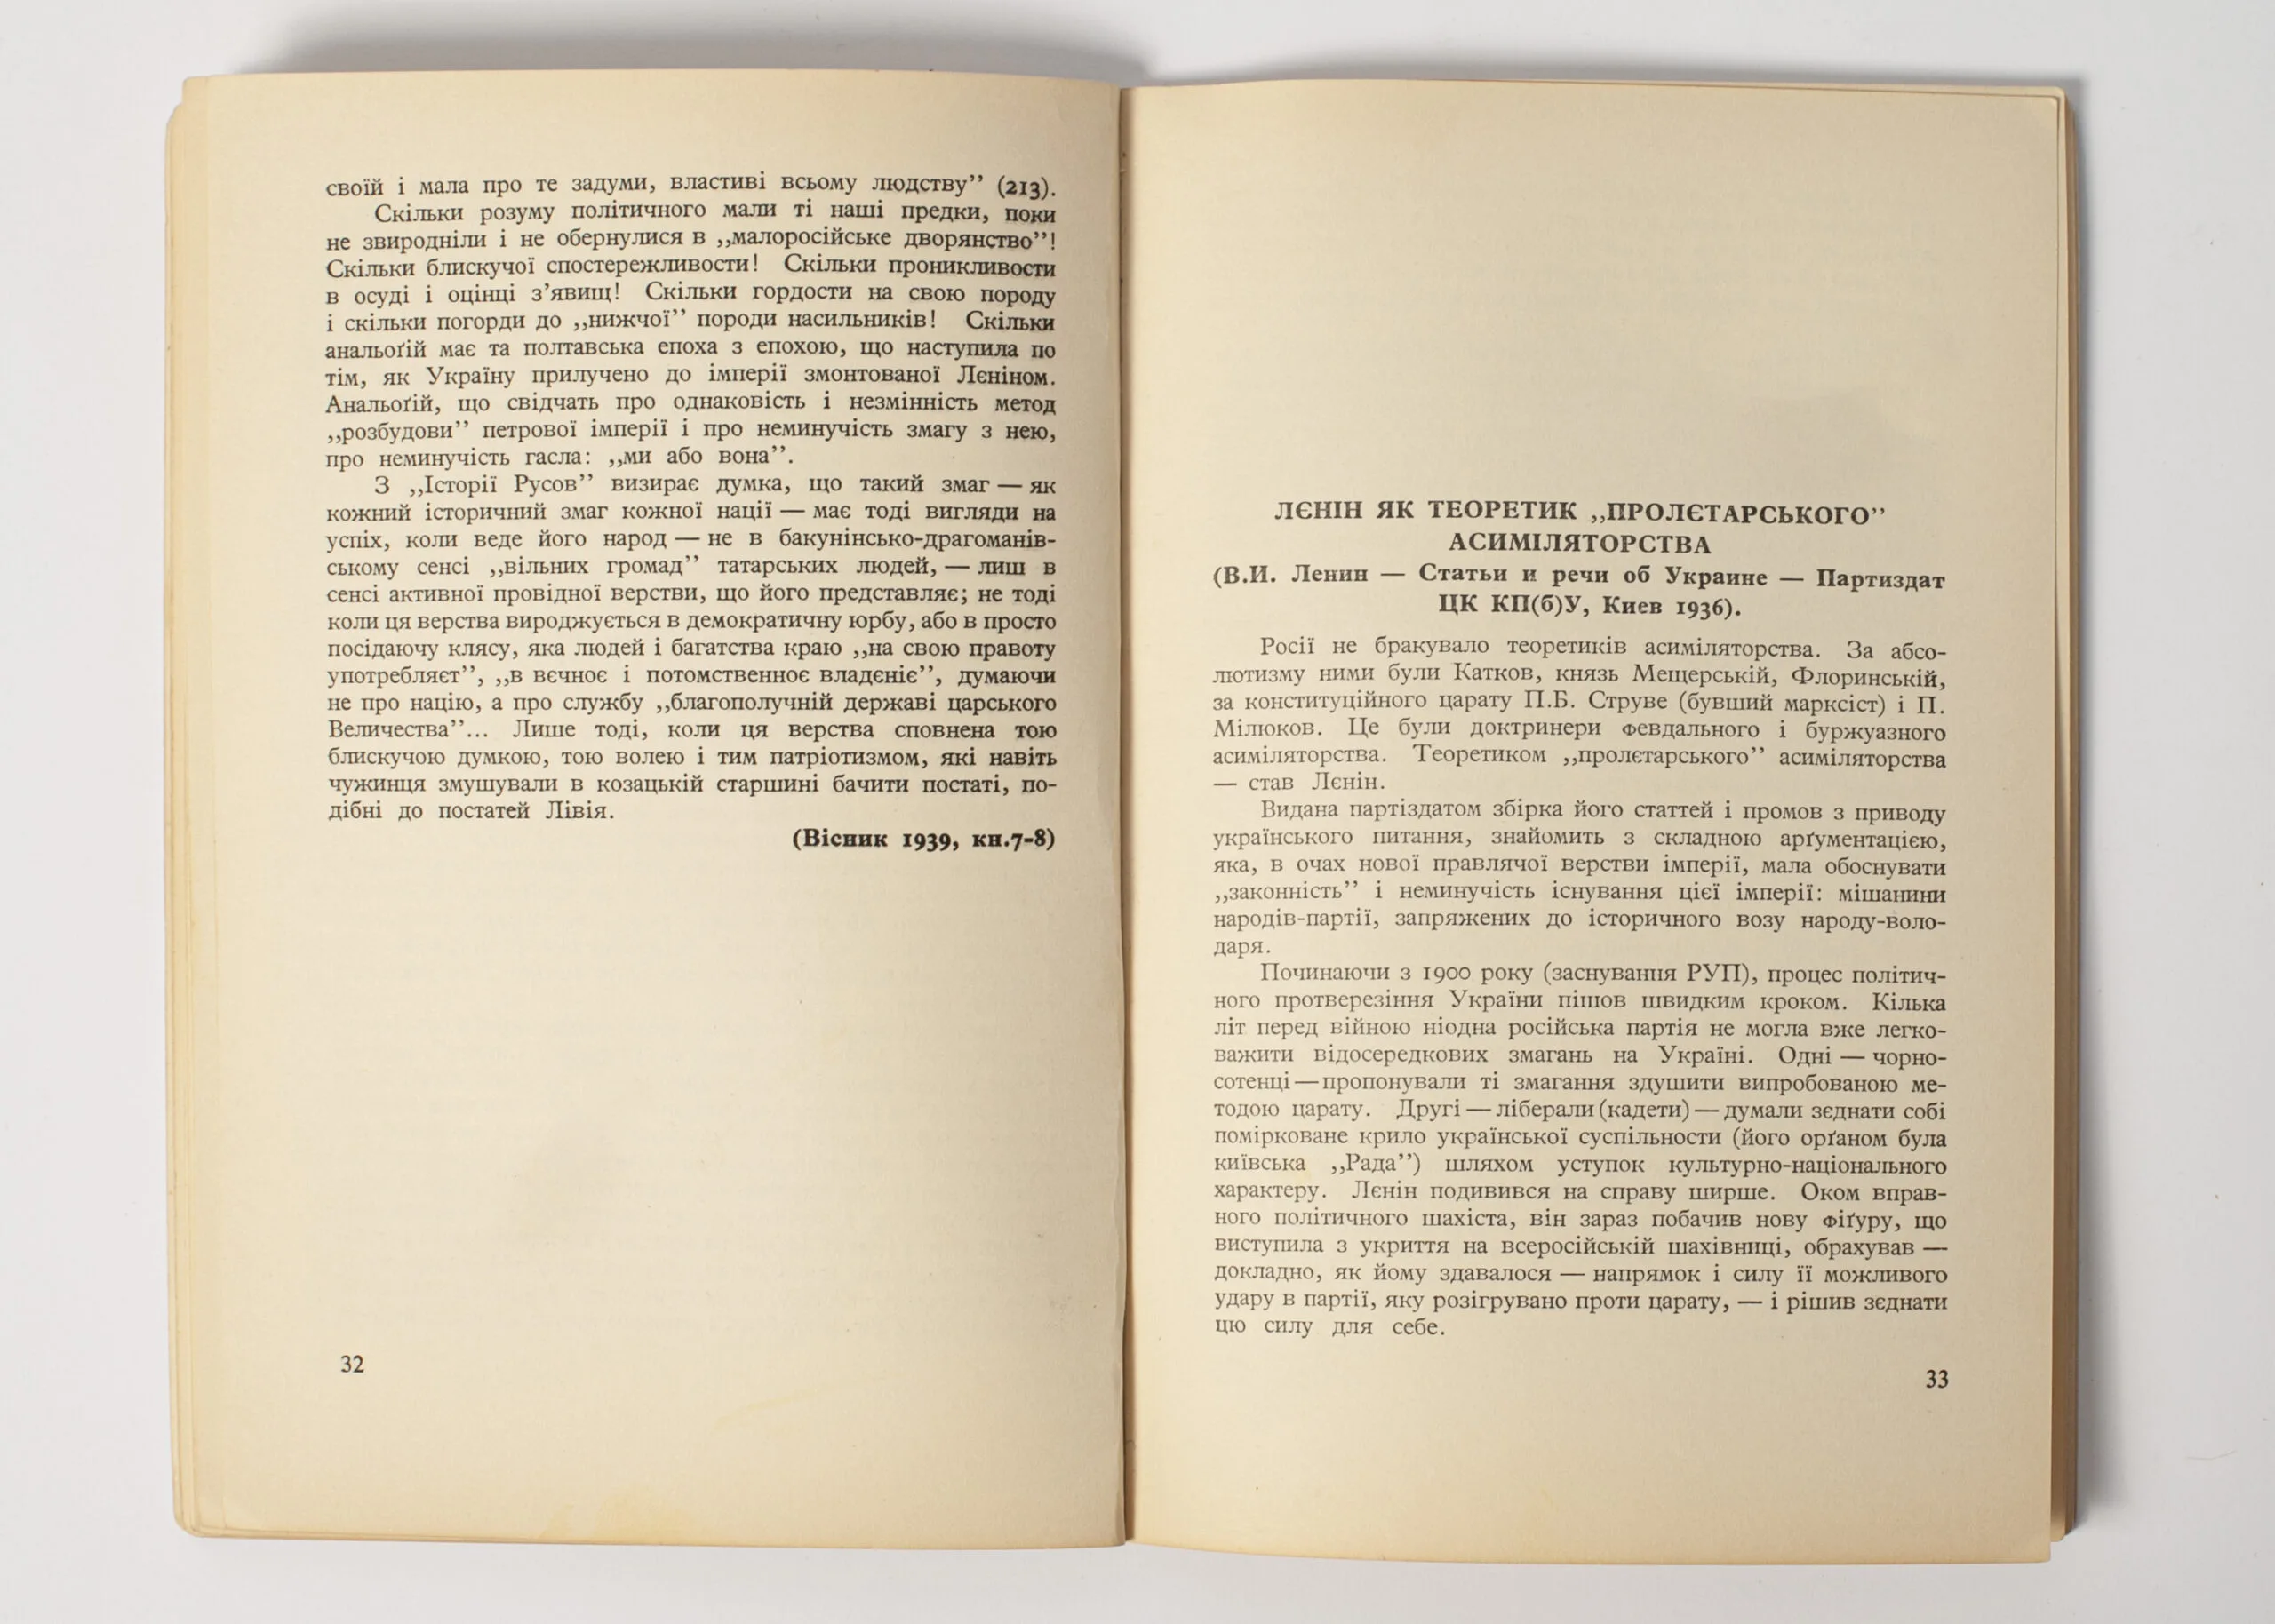 своїй і мала про те задуми, властиві всьому людству’’ (213).
Скільки розуму політичного мали ті наші предки, поки
не звиродніли і не обернулися в ,,малоросійське дворянство’’!
Скільки блискучої спостережливости! Скільки проникливости
в осуді і оцінці з’явищ! Скільки гордости на свою породу
і скільки погорди до ,,нижчої’’ породи насильників! Скільки
анальоґій має та полтавська епоха з епохою, що наступила по
тім, як Україну прилучено до імперії змонтованої Лєніном.
Анальоґій, що свідчать про однаковість і незмінність метод
,,розбудови’’ петрової імперії і про неминучість змагу з нею,
про неминучість гасла: ,,ми або вона’’.
З ,,Історії Русов’’ визирає думка, що такий змаг — як
кожний історичний змаг кожної нації — має тоді вигляди на
успіх, коли веде його народ — не в бакунінсько-драгоманів-
ському сенсі ,,вільних громад’’ татарських людей, — лиш в
сенсі активної провідної верстви, що його представляє; не тоді
коли ця верства вироджується в демократичну юрбу, або в просто
посідаючу клясу, яка людей і багатства краю ,,на свою правоту
употребляєт’’, ,,в вєчноє і потомственноє владєніє’’, думаючи
не про націю, а про службу ,,благополучній державі царського
Величества’’... Лише тоді, коли ця верства сповнена тою
блискучою думкою, тою волею і тим патріотизмом, які навіть
чужинця змушували в козацькій старшині бачити постаті, по-
дібні до постатей Лівія.
(Вісник 1939, кн.7-8)
32
ЛЄНІН ЯК ТЕОРЕТИК ,,ПРОЛЄТАРСЬКОГО’’
АСИМІЛЯТОРСТВА
(В.И. Ленин — Статьи и речи об Украине — Партиздат
ЦК КП(б)У, Киев 1936).
Росії не бракувало теоретиків асиміляторства. За абсо-
лютизму ними були Катков, князь Мещерській, Флоринській,
за конституційного царату П.Б. Струве (бувший марксіст) і П.
Мілюков. Це були доктринери февдального і буржуазного
асиміляторства. Теоретиком ,,пролєтарського’’ асиміляторства
— став Лєнін.
Видана партіздатом збірка його статтей і промов з приводу
українського питання, знайомить з складною арґументацією,
яка, в очах нової правлячої верстви імперії, мала обоснувати
,,законність’’ і неминучість існування цієї імперії: мішанини
народів-партії, запряжених до історичного возу народу-воло-
даря.
Починаючи з 1900 року (заснування РУП), процес політич-
ного протверезіння України пішов швидким кроком. Кілька
літ перед війною ніодна російська партія не могла вже легко-
важити відосередкових змагань на Україні. Одні — чорно-
сотенці — пропонували ті змагання здушити випробованою ме-
тодою царату. Другі — ліберали (кадети) — думали зєднати собі
помірковане крило української суспільности (його орґаном була
київська ,,Рада’’) шляхом уступок культурно-національного
характеру. Лєнін подивився на справу ширше. Оком вправ-
ного політичного шахіста, він зараз побачив нову фіґуру, що
виступила з укриття на всеросійській шахівниці, обрахував —
докладно, як йому здавалося — напрямок і силу її можливого
удару в партії, яку розігрувано проти царату, — і рішив зєднати
цю силу для себе.
33